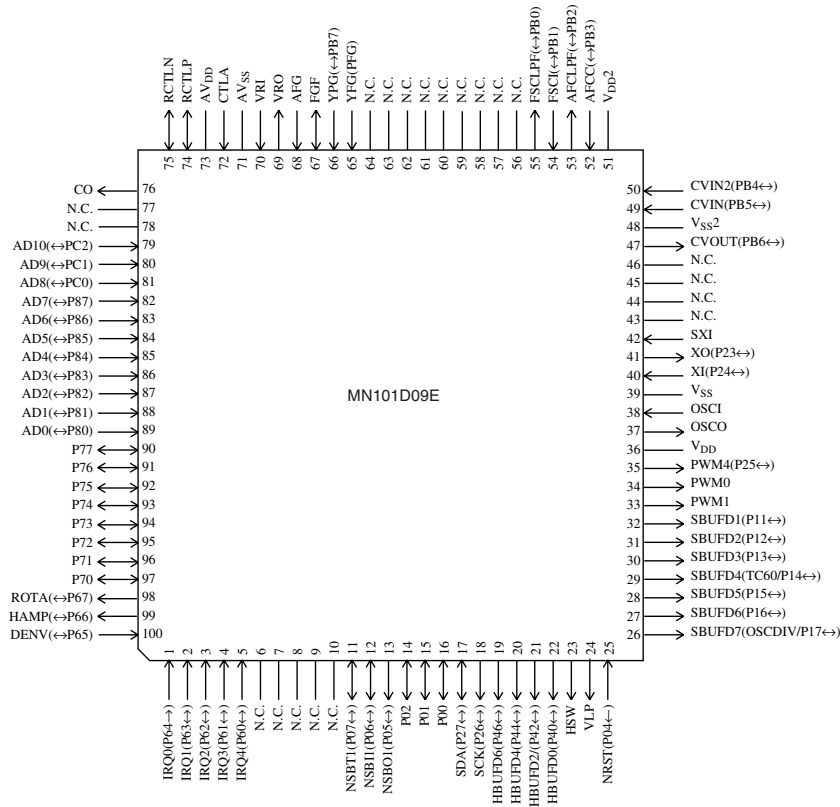 RCTLN
RCTLP
AVDD
CTLA
AVSS
VRI
VRO
AFG
FGF
YPG(↔PB7)
YFG(PFG)
N.C.
N.C.
N.C.
N.C.
N.C.
N.C.
N.C.
N.C.
N.C.
FSCLPF(↔PB0)
FSCI(↔PB1)
AFCLPF(↔PB2)
AFCC(↔PB3)
VDD2
75 74 73 72 71 70 69 68 67 66 65 64 63 62 61 60 59 58 57 56 55 54 53 52 51
CO 76
N.C. 77
N.C. 78
AD10(↔PC2) 79
AD9(↔PC1) 80
AD8(↔PC0) 81
AD7(↔P87) 82
AD6(↔P86) 83
AD5(↔P85) 84
AD4(↔P84) 85
AD3(↔P83) 86
AD2(↔P82) 87
AD1(↔P81) 88
AD0(↔P80) 89
P77 90
P76 91
P75 92
P74 93
P73 94
P72 95
P71 96
P70 97
ROTA(↔P67) 98
HAMP(↔P66) 99
DENV(↔P65) 100
MN101D09E
50 CVIN2(PB4↔)
49 CVIN(PB5↔)
48 VSS2
47 CVOUT(PB6↔)
46 N.C.
45 N.C.
44 N.C.
43 N.C.
42 SXI
41 XO(P23↔)
40 XI(P24↔)
39 VSS
38 OSCI
37 OSCO
36 VDD
35 PWM4(P25↔)
34 PWM0
33 PWM1
32 SBUFD1(P11↔)
31 SBUFD2(P12↔)
30 SBUFD3(P13↔)
29 SBUFD4(TC60/P14↔)
28 SBUFD5(P15↔)
27 SBUFD6(P16↔)
26 SBUFD7(OSCDIV/P17↔)
1 2 3 4 5 6 7 8 9 10 11 12 13 14 15 16 17 18 19 20 21 22 23 24 25
IRQ0(P64↔)
IRQ1(P63↔)
IRQ2(P62↔)
IRQ3(P61↔)
IRQ4(P60↔)
N.C.
N.C.
N.C.
N.C.
N.C.
NSBT1(P07↔)
NSBI1(P06↔)
NSBO1(P05↔)
P02
P01
P00
SDA(P27↔)
SCK(P26↔)
HBUFD6(P46↔)
HBUFD4(P44↔)
HBUFD2/(P42↔)
HBUFD0(P40↔)
HSW
VLP
NRST(P04←)